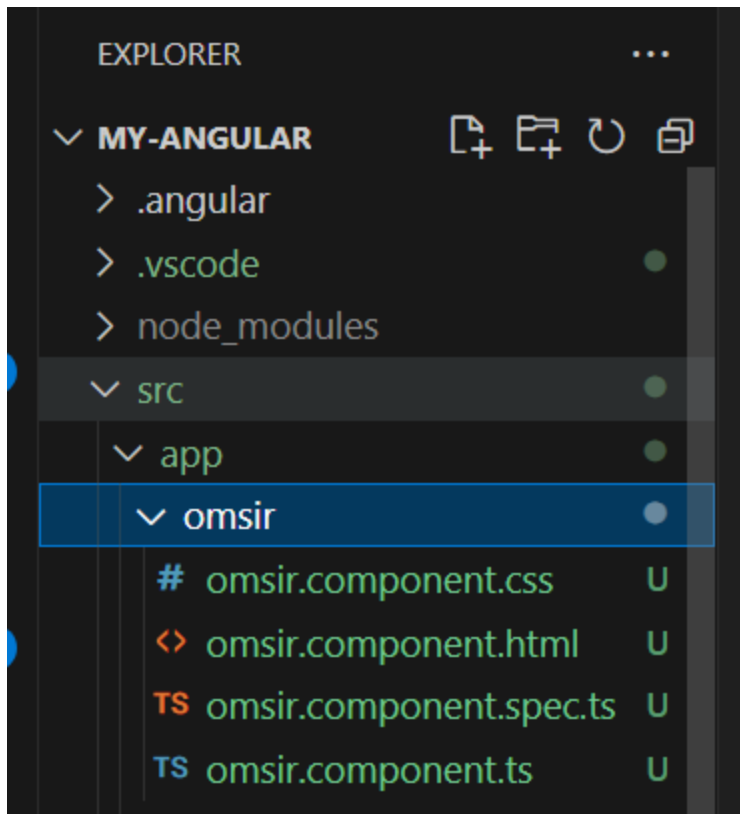 EXPLORER
MY-ANGULAR
.angular
.vscode
node_modules
src
app
omsir
# omsir.component.css U
<> omsir.component.html U
TS omsir.component.spec.ts U
TS omsir.component.ts U